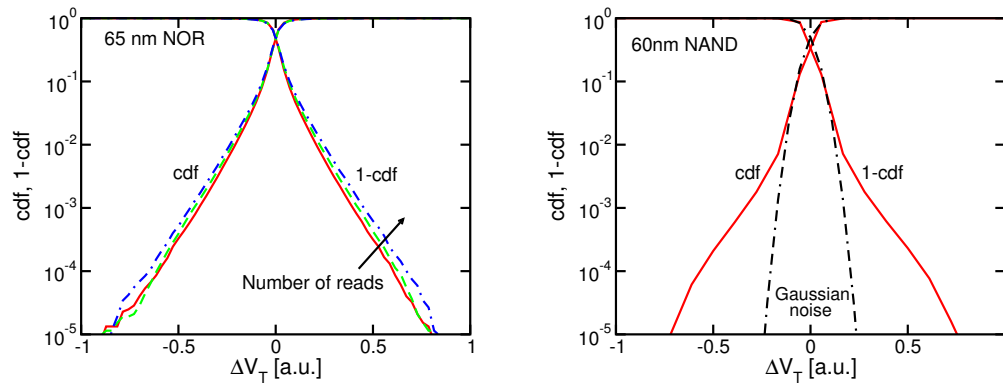 65 nm NOR
cdf, 1-cdf
10^0
10^-1
10^-2
10^-3
10^-4
10^-5
cdf
1-cdf
Number of reads
-1
-0.5
0
0.5
1
ΔV_T [a.u.]
60nm NAND
cdf, 1-cdf
10^0
10^-1
10^-2
10^-3
10^-4
10^-5
cdf
1-cdf
Gaussian
noise
-1
-0.5
0
0.5
ΔV_T [a.u.]